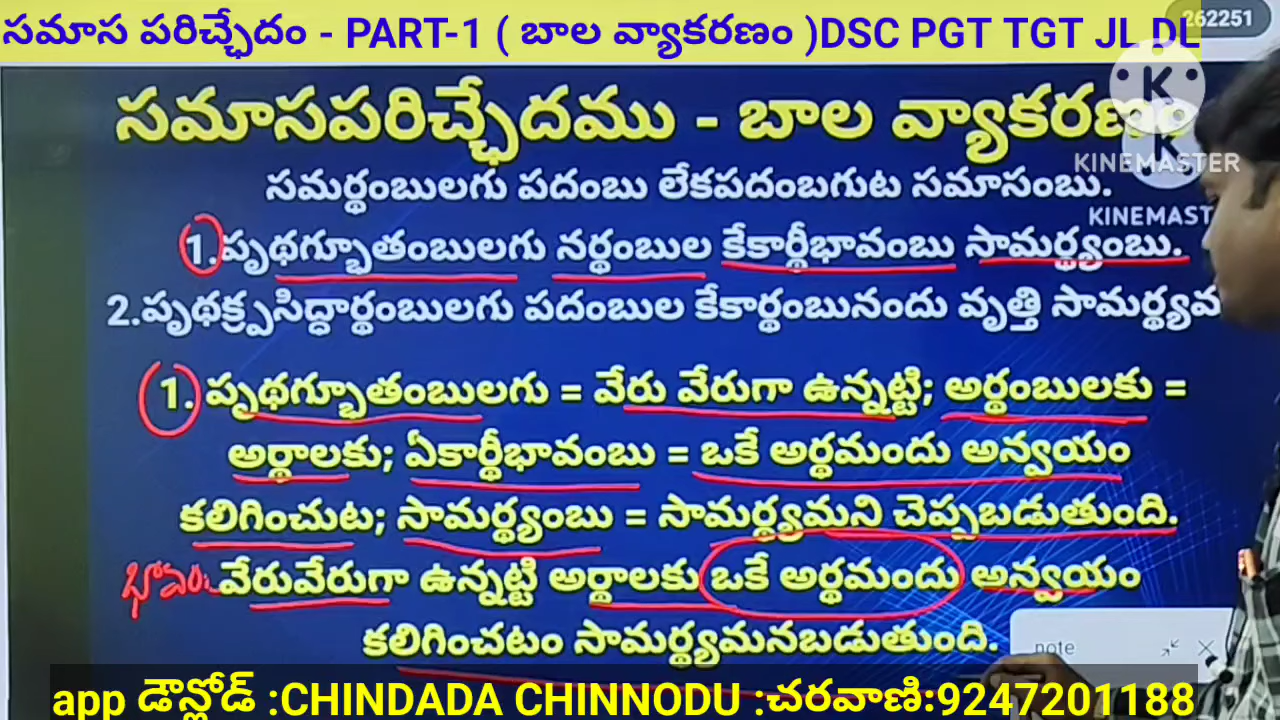 సమాస పరిచ్ఛేదం - PART-1 ( బాల వ్యాకరణం )DSC PGT TGT JL DL
262251
సమాసపరిచ్ఛేదము - బాల వ్యాకరణం
KINEMASTER
సమర్థంబులగు పదంబు లేకపదంబగుట సమాసంబు.
KINEMAST
1.పృథగ్భూతంబులగు నర్థంబుల కేకార్థీభావంబు సామర్థ్యంబు.
2.పృథక్ప్రసిద్ధార్థంబులగు పదంబుల కేకార్థంబునందు వృత్తి సామర్థ్యమ
1. పృథగ్భూతంబులగు = వేరు వేరుగా ఉన్నట్టి; అర్థంబులకు =
అర్థాలకు; ఏకార్థీభావంబు = ఒకే అర్థమందు అన్వయం
కలిగించుట; సామర్థ్యంబు = సామర్థ్యమని చెప్పబడుతుంది.
భావం: వేరువేరుగా ఉన్నట్టి అర్థాలకు ఒకే అర్థమందు అన్వయం
కలిగించటం సామర్థ్యమనబడుతుంది.
note
app డౌన్లోడ్ :CHINDADA CHINNODU :చరవాణి:9247201188